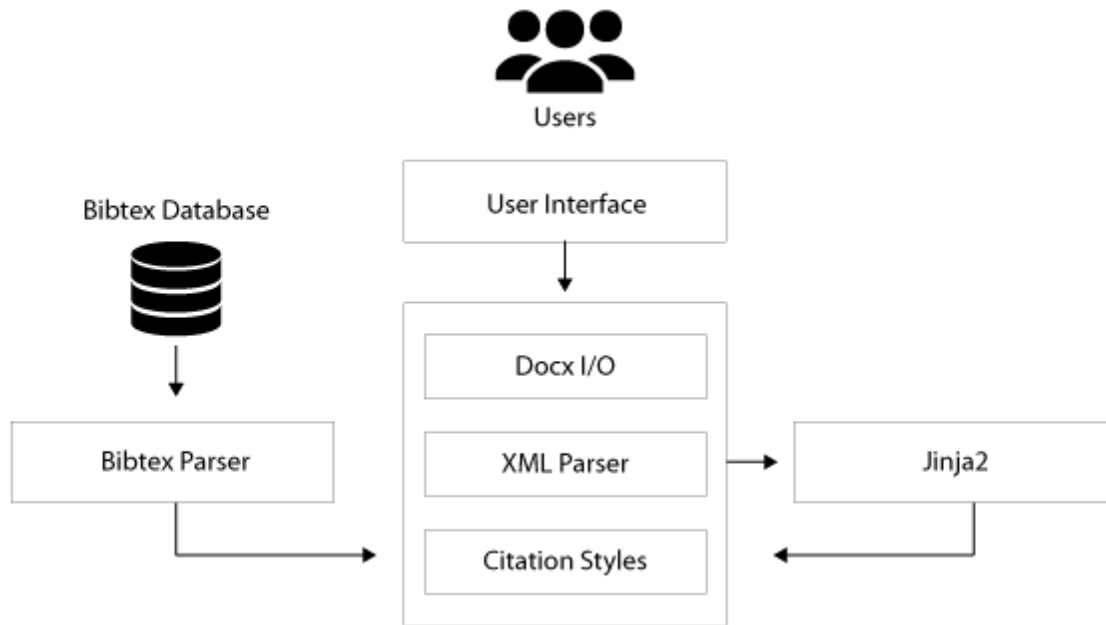 Users
User Interface
Bibtex Database
Docx I/O
Bibtex Parser
XML Parser
Jinja2
Citation Styles